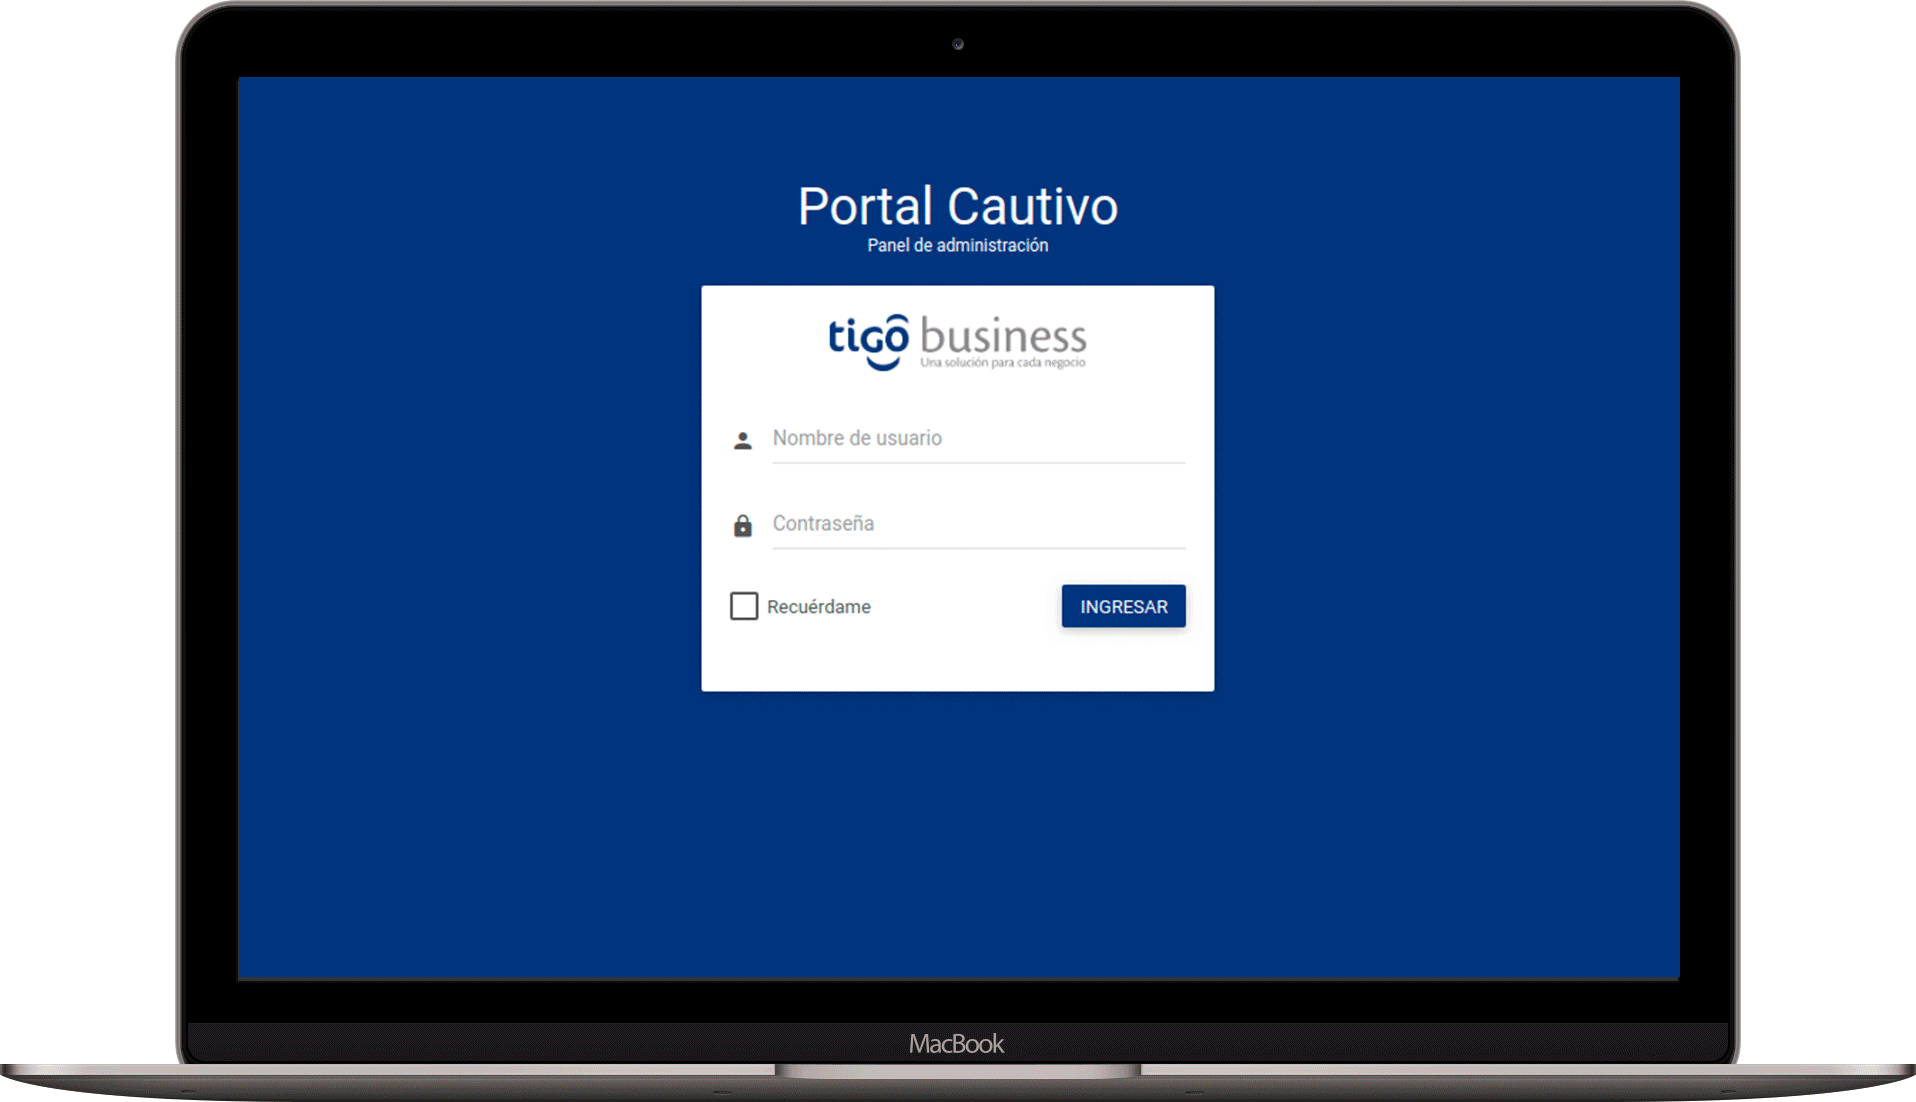 Portal Cautivo
Panel de administración
tigo business
Una solución para cada negocio
Nombre de usuario
Contraseña
Recuérdame
INGRESAR
MacBook